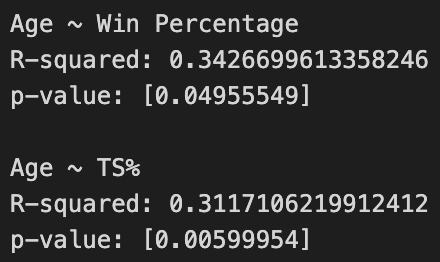 Age ~ Win Percentage
R-squared: 0.3426699613358246
p-value: [0.04955549]
Age ~ TS%
R-squared: 0.3117106219912412
p-value: [0.00599954]